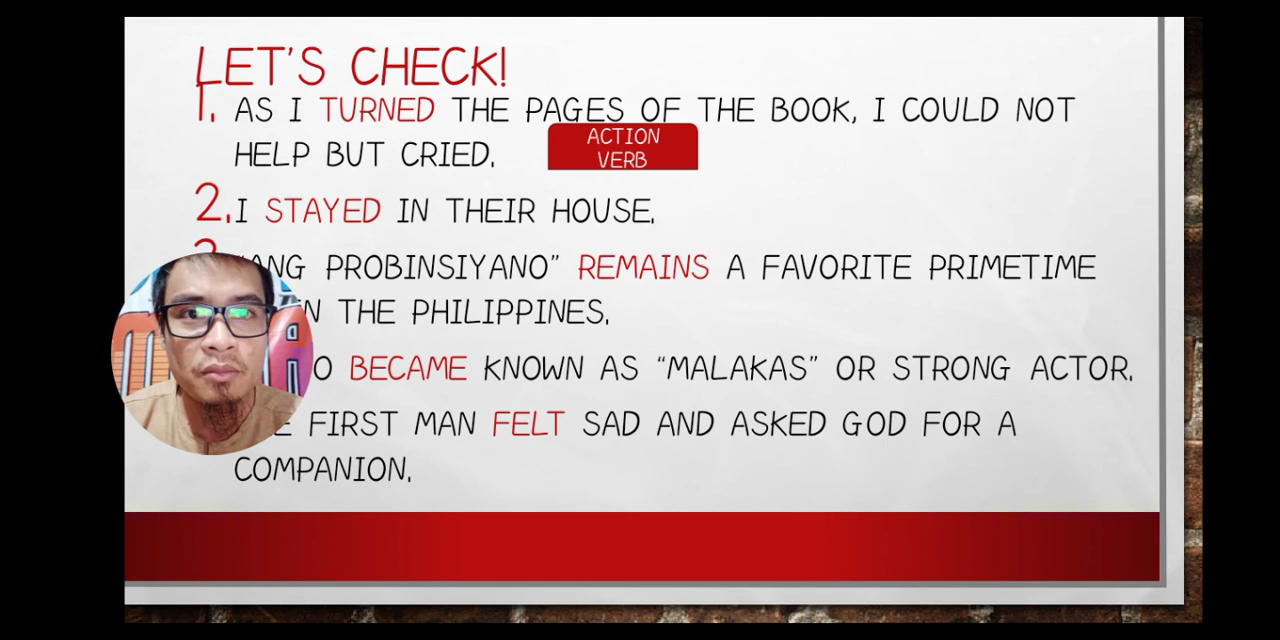 LET'S CHECK!
1. AS I TURNED THE PAGES OF THE BOOK, I COULD NOT
HELP BUT CRIED.
ACTION
VERB
2. I STAYED IN THEIR HOUSE.
"ANG PROBINSIYANO" REMAINS A FAVORITE PRIMETIME
THE PHILIPPINES.
BECAME KNOWN AS "MALAKAS" OR STRONG ACTOR.
FIRST MAN FELT SAD AND ASKED GOD FOR A
COMPANION.